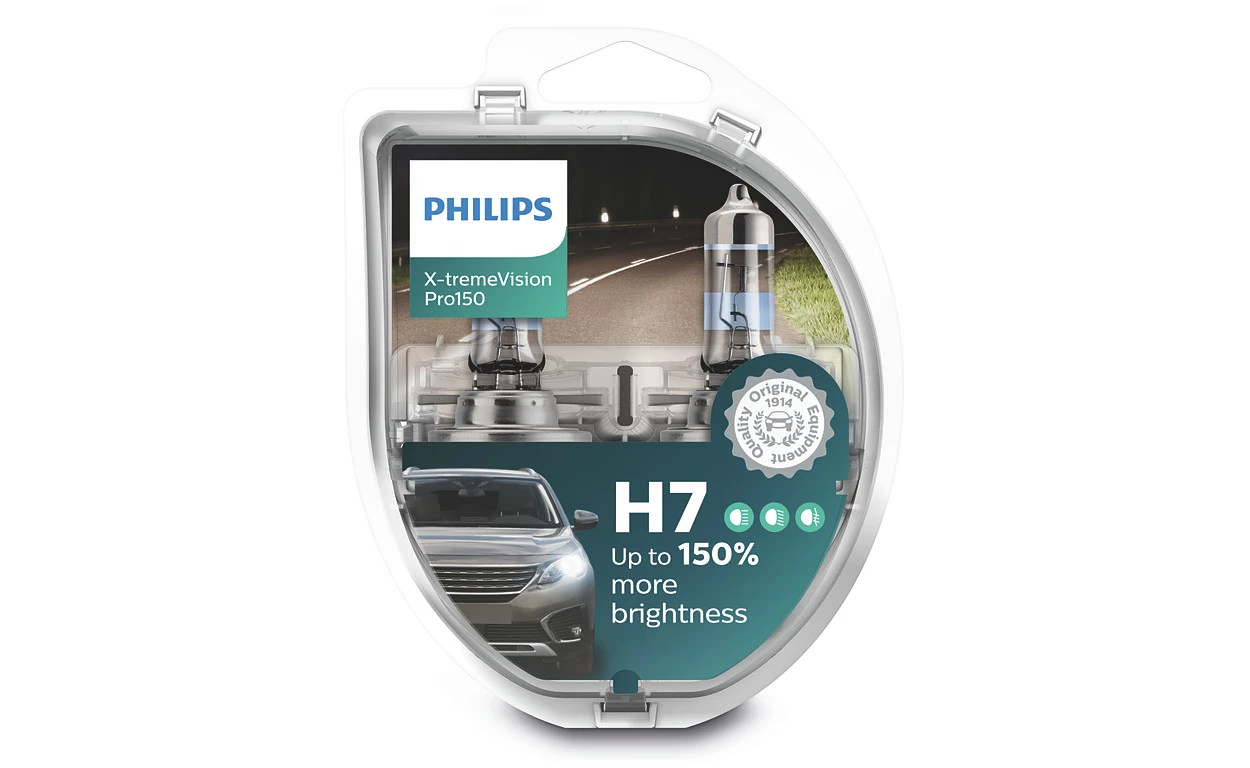 PHILIPS
X-tremeVision
Pro150
Original Equipment Quality
1914
H7
Up to 150%
more
brightness